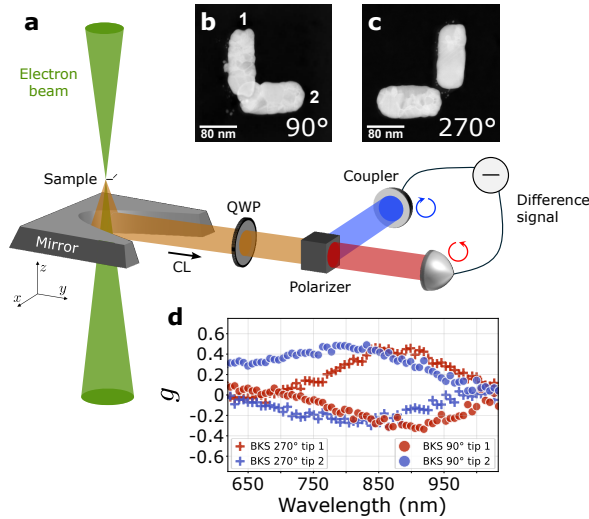 a
Electron
beam
Sample
Mirror
z
x
y
CL
QWP
Polarizer
Coupler
Difference
signal
b
1
2
80 nm
90°
c
80 nm
270°
d
g
0.6
0.4
0.2
0
-0.2
-0.4
-0.6
BKS 270° tip 1
BKS 270° tip 2
BKS 90° tip 1
BKS 90° tip 2
650
750
850
950
Wavelength (nm)